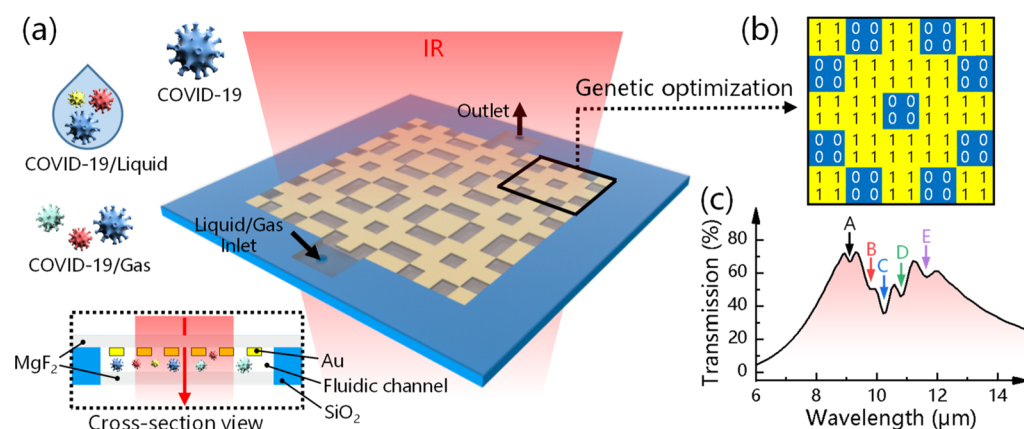 (a)
IR
COVID-19
COVID-19/Liquid
COVID-19/Gas
Outlet
Liquid/Gas
Inlet
MgF₂
Au
Fluidic channel
SiO₂
Cross-section view
Genetic optimization
(b)
1 1 0 0 1 1 0 0 1 1
1 1 0 0 1 1 0 0 1 1
0 0 1 1 1 1 1 1 0 0
0 0 1 1 1 1 1 1 0 0
1 1 1 1 0 0 1 1 1 1
1 1 1 1 0 0 1 1 1 1
0 0 1 1 1 1 1 1 0 0
0 0 1 1 1 1 1 1 0 0
1 1 0 0 1 1 0 0 1 1
1 1 0 0 1 1 0 0 1 1
(c)
Transmission (%)
80
60
40
20
0
A
B
C
D
E
6 8 10 12 14
Wavelength (μm)